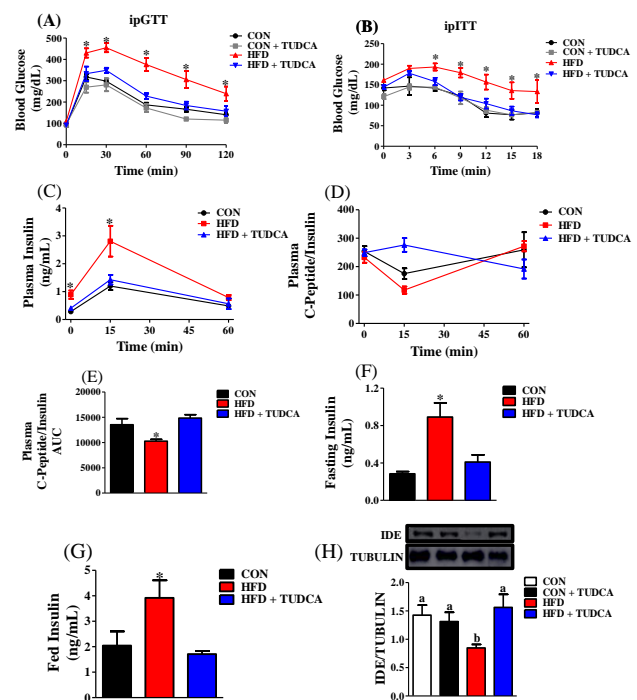 (A)
ipGTT
CON
CON + TUDCA
HFD
HFD + TUDCA
Blood Glucose
(mg/dL)
500
400
300
200
100
0
* * * * *
0 30 60 90 120
Time (min)
(B)
ipITT
CON
CON + TUDCA
HFD
HFD + TUDCA
Blood Glucose
(mg/dL)
250
200
150
100
50
0
* * * * *
0 3 6 9 12 15 18
Time (min)
(C)
CON
HFD
HFD + TUDCA
Plasma Insulin
(ng/mL)
4
3
2
1
0
* *
0 15 30 45 60
Time (min)
(D)
CON
HFD
HFD + TUDCA
Plasma
C-Peptide/Insulin
400
300
200
100
0
0 15 30 45 60
Time (min)
(E)
CON
HFD
HFD + TUDCA
Plasma
C-Peptide/Insulin
AUC
20000
15000
10000
5000
0
*
(F)
CON
HFD
HFD + TUDCA
Fasting Insulin
(ng/mL)
1.2
0.8
0.4
0.0
*
(G)
CON
HFD
HFD + TUDCA
Fed Insulin
(ng/mL)
5
4
3
2
1
0
*
IDE
TUBULIN
(H)
CON
CON + TUDCA
HFD
HFD + TUDCA
IDE/TUBULIN
2.0
1.5
1.0
0.5
0.0
a a b a